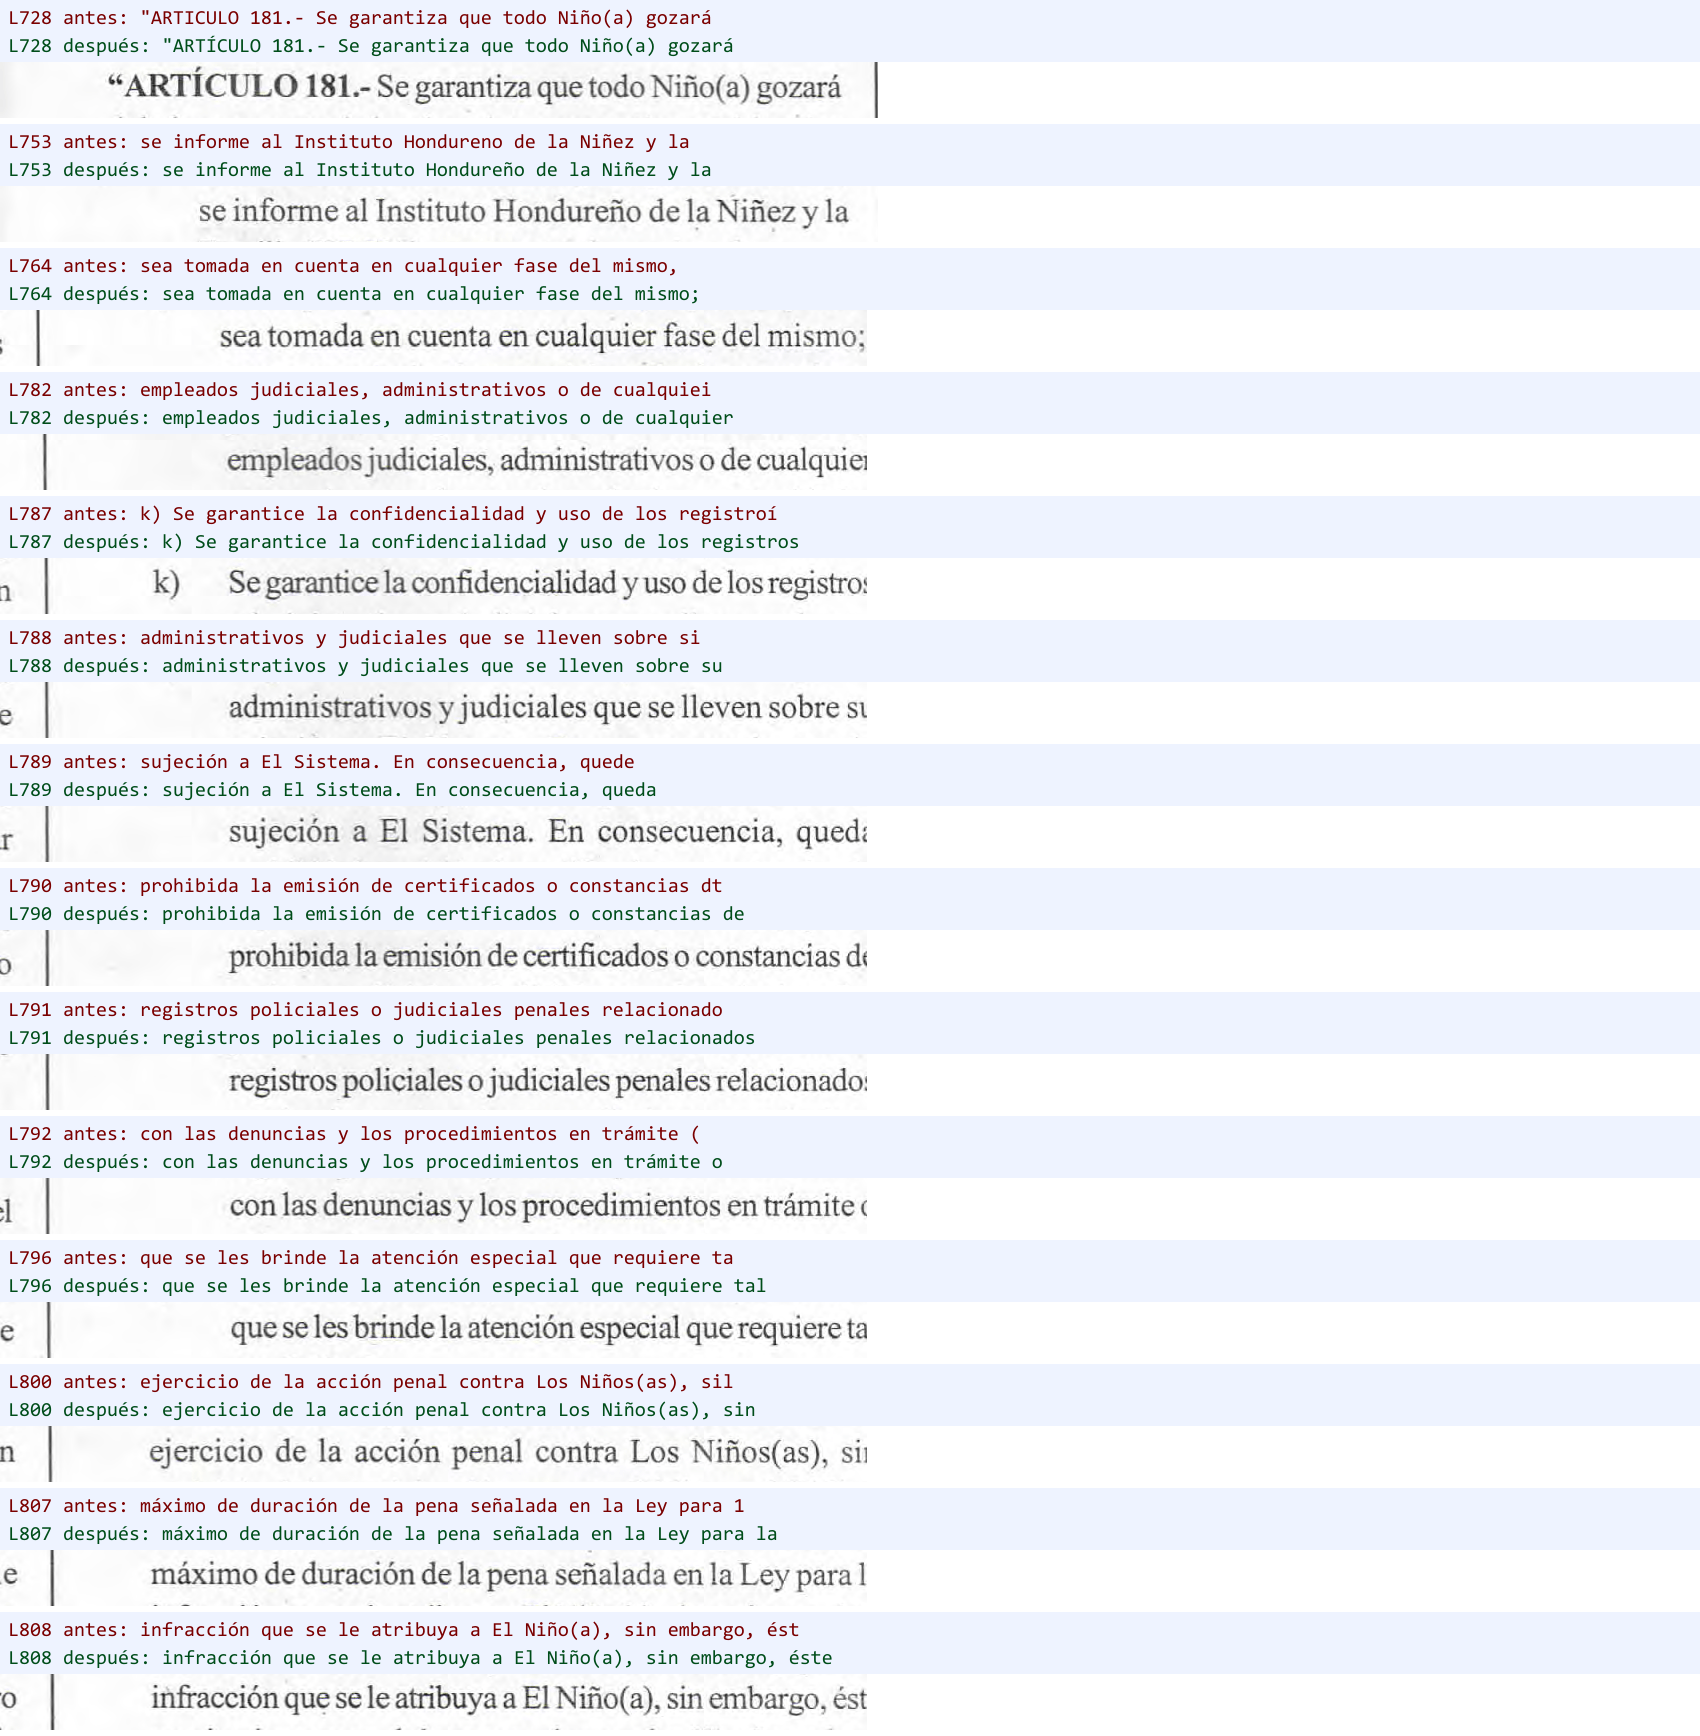 L728 antes: "ARTICULO 181.- Se garantiza que todo Niño(a) gozará
L728 después: "ARTÍCULO 181.- Se garantiza que todo Niño(a) gozará
“ARTÍCULO 181.- Se garantiza que todo Niño(a) gozará
L753 antes: se informe al Instituto Hondureno de la Niñez y la
L753 después: se informe al Instituto Hondureño de la Niñez y la
se informe al Instituto Hondureño de la Niñez y la
L764 antes: sea tomada en cuenta en cualquier fase del mismo,
L764 después: sea tomada en cuenta en cualquier fase del mismo;
s sea tomada en cuenta en cualquier fase del mismo;
L782 antes: empleados judiciales, administrativos o de cualquiei
L782 después: empleados judiciales, administrativos o de cualquier
empleados judiciales, administrativos o de cualquier
L787 antes: k) Se garantice la confidencialidad y uso de los registroí
L787 después: k) Se garantice la confidencialidad y uso de los registros
n k) Se garantice la confidencialidad y uso de los registros
L788 antes: administrativos y judiciales que se lleven sobre si
L788 después: administrativos y judiciales que se lleven sobre su
e administrativos y judiciales que se lleven sobre su
L789 antes: sujeción a El Sistema. En consecuencia, quede
L789 después: sujeción a El Sistema. En consecuencia, queda
r sujeción a El Sistema. En consecuencia, queda
L790 antes: prohibida la emisión de certificados o constancias dt
L790 después: prohibida la emisión de certificados o constancias de
o prohibida la emisión de certificados o constancias de
L791 antes: registros policiales o judiciales penales relacionado
L791 después: registros policiales o judiciales penales relacionados
registros policiales o judiciales penales relacionados
L792 antes: con las denuncias y los procedimientos en trámite (
L792 después: con las denuncias y los procedimientos en trámite o
el con las denuncias y los procedimientos en trámite o
L796 antes: que se les brinde la atención especial que requiere ta
L796 después: que se les brinde la atención especial que requiere tal
e que se les brinde la atención especial que requiere ta
L800 antes: ejercicio de la acción penal contra Los Niños(as), sil
L800 después: ejercicio de la acción penal contra Los Niños(as), sin
n ejercicio de la acción penal contra Los Niños(as), sin
L807 antes: máximo de duración de la pena señalada en la Ley para 1
L807 después: máximo de duración de la pena señalada en la Ley para la
e máximo de duración de la pena señalada en la Ley para l
L808 antes: infracción que se le atribuya a El Niño(a), sin embargo, ést
L808 después: infracción que se le atribuya a El Niño(a), sin embargo, éste
ro infracción que se le atribuya a El Niño(a), sin embargo, ést